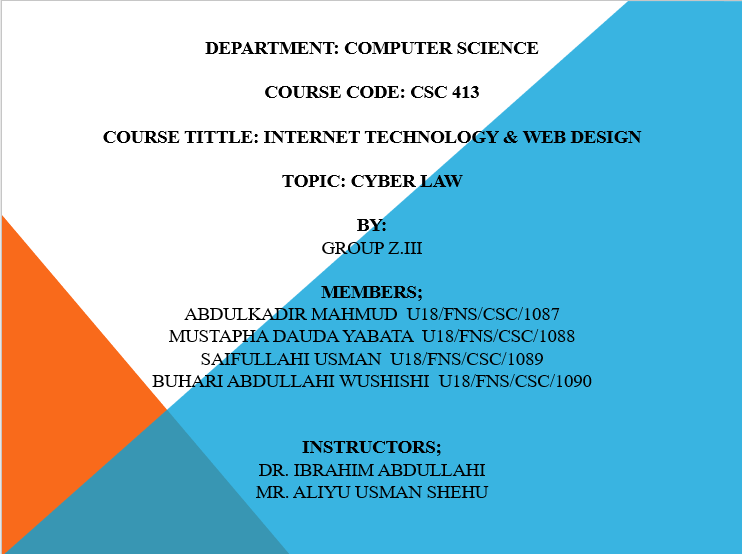 DEPARTMENT: COMPUTER SCIENCE
COURSE CODE: CSC 413
COURSE TITTLE: INTERNET TECHNOLOGY & WEB DESIGN
TOPIC: CYBER LAW
BY:
GROUP Z.III
MEMBERS;
ABDULKADIR MAHMUD U18/FNS/CSC/1087
MUSTAPHA DAUDA YABATA U18/FNS/CSC/1088
SAIFULLAHI USMAN U18/FNS/CSC/1089
BUHARI ABDULLAHI WUSHISHI U18/FNS/CSC/1090
INSTRUCTORS;
DR. IBRAHIM ABDULLAHI
MR. ALIYU USMAN SHEHU